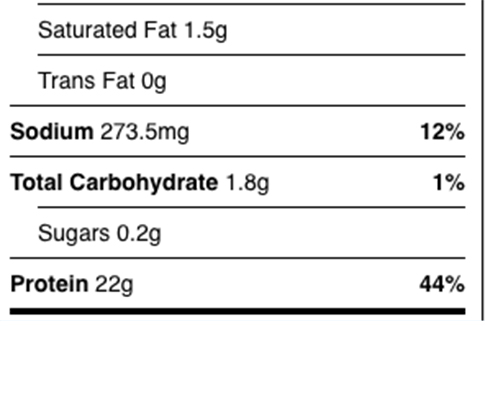 Saturated Fat 1.5g
Trans Fat 0g
Sodium 273.5mg 12%
Total Carbohydrate 1.8g 1%
Sugars 0.2g
Protein 22g 44%